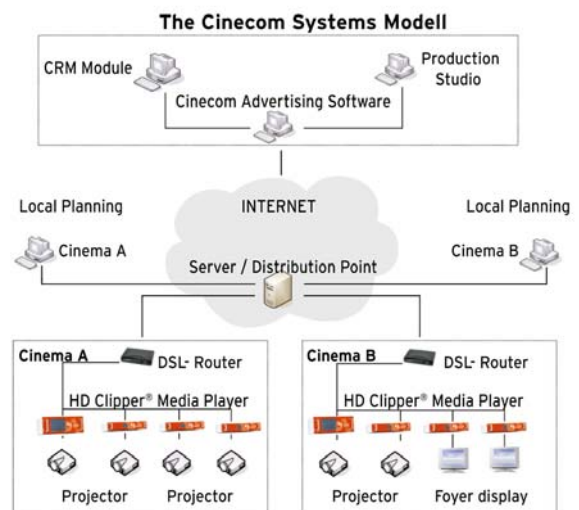 The Cinecom Systems Modell
CRM Module
Production
Studio
Cinecom Advertising Software
Local Planning
INTERNET
Local Planning
Cinema A
Cinema B
Server / Distribution Point
Cinema A
DSL- Router
HD Clipper® Media Player
Projector
Projector
Cinema B
DSL- Router
HD Clipper® Media Player
Projector
Foyer display